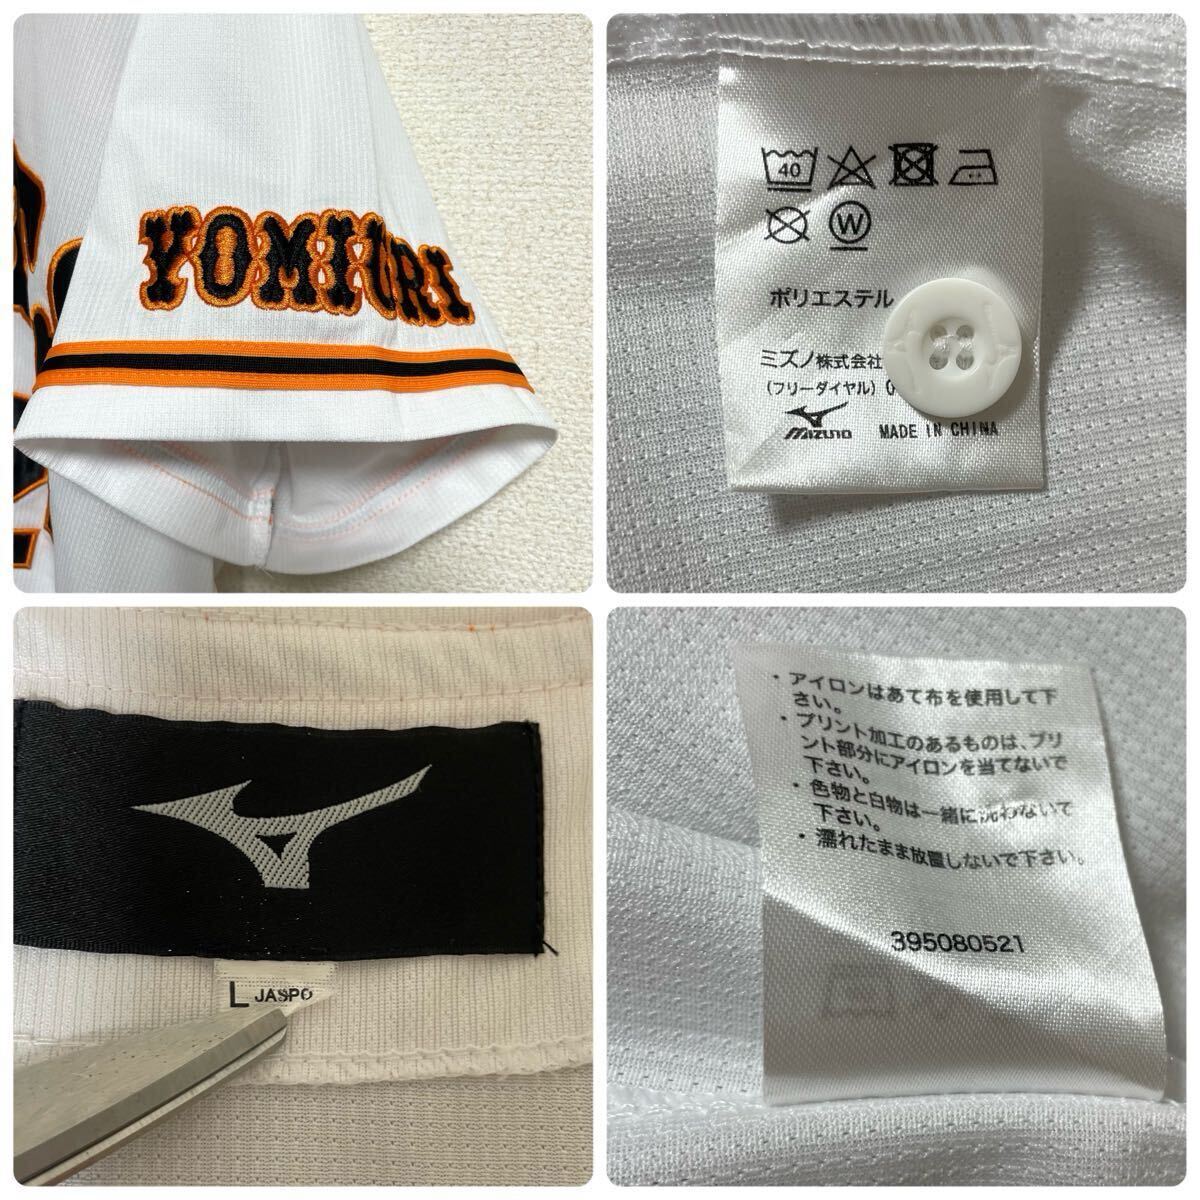 YOMIURI
40
W
ポリエステル
ミズノ株式会社
(フリーダイヤル) 0
mizuno MADE IN CHINA
L JASPO
・アイロンはあて布を使用して下
さい。
・プリント加工のあるものは、プリ
ント部分にアイロンを当てないで
下さい。
・色物と白物は一緒に洗わないで
下さい。
・濡れたまま放置しないで下さい。
395080521